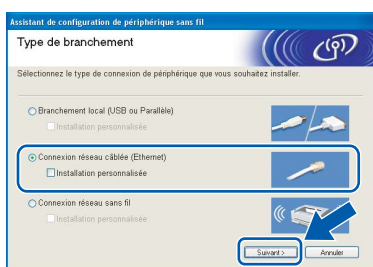 Assistant de configuration de périphérique sans fil
Type de branchement
Sélectionnez le type de connexion de périphérique que vous souhaitez installer.
Branchement local (USB ou Parallèle)
Installation personnalisée
Connexion réseau câblée (Ethernet)
Installation personnalisée
Connexion réseau sans fil
Installation personnalisée
Suivant > Annuler